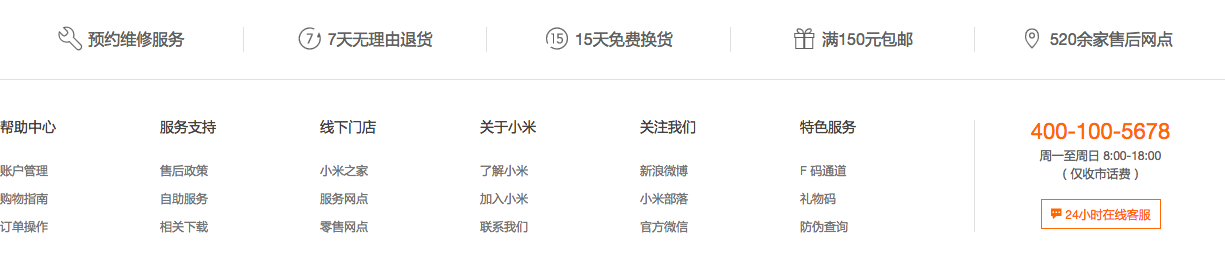 预约维修服务
7 7天无理由退货
15 15天免费换货
满150元包邮
520余家售后网点
帮助中心
账户管理
购物指南
订单操作
服务支持
售后政策
自助服务
相关下载
线下门店
小米之家
服务网点
零售网点
关于小米
了解小米
加入小米
联系我们
关注我们
新浪微博
小米部落
官方微信
特色服务
F 码通道
礼物码
防伪查询
400-100-5678
周一至周日 8:00-18:00
（仅收市话费）
24小时在线客服